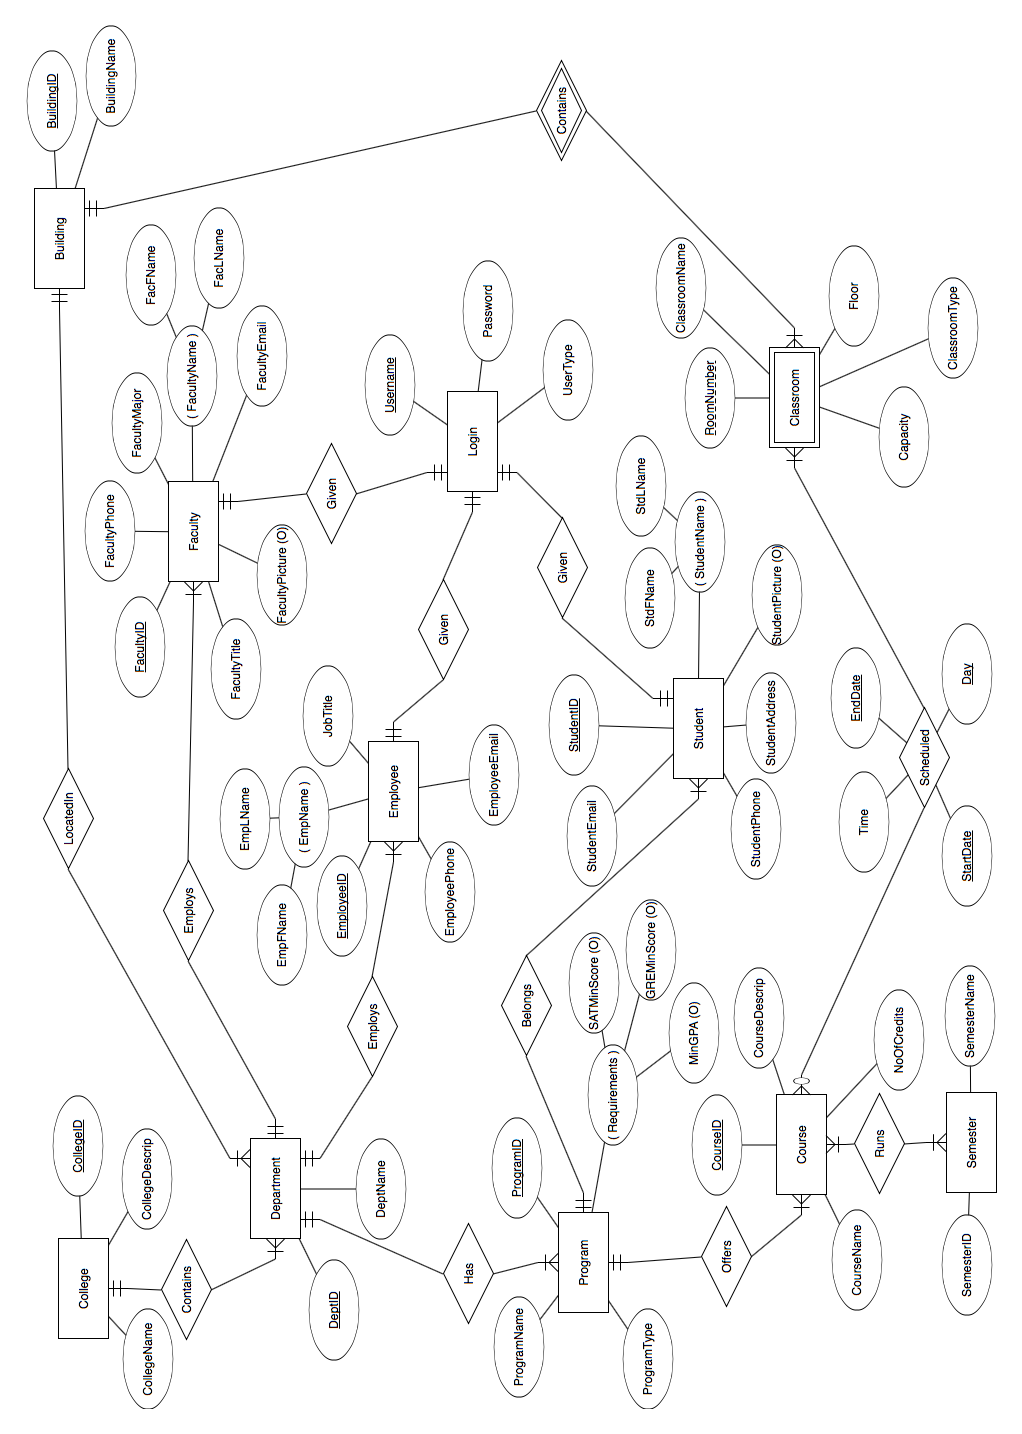 CollegeName
College
CollegeID
CollegeDescrip
Contains
LocatedIn
BuildingID
BuildingName
Building
DeptID
Department
DeptName
Employs
FacultyID
FacultyPhone
FacultyMajor
( FacultyName )
FacFName
FacLName
FacultyEmail
Faculty
FacultyTitle
FacultyPicture (O)
Given
Employs
EmpFName
EmpLName
( EmpName )
EmployeeID
JobTitle
Employee
EmployeePhone
EmployeeEmail
Given
Username
Password
Login
UserType
Given
Has
ProgramName
ProgramID
Program
ProgramType
( Requirements )
SATMinScore (O)
GREMinScore (O)
MinGPA (O)
Belongs
StudentEmail
StudentID
StdFName
StdLName
( StudentName )
Student
StudentPicture (O)
StudentPhone
StudentAddress
Contains
ClassroomName
RoomNumber
Classroom
Floor
Capacity
ClassroomType
Offers
CourseID
CourseDescrip
Course
CourseName
NoOfCredits
Scheduled
Time
EndDate
StartDate
Day
Runs
SemesterID
Semester
SemesterName